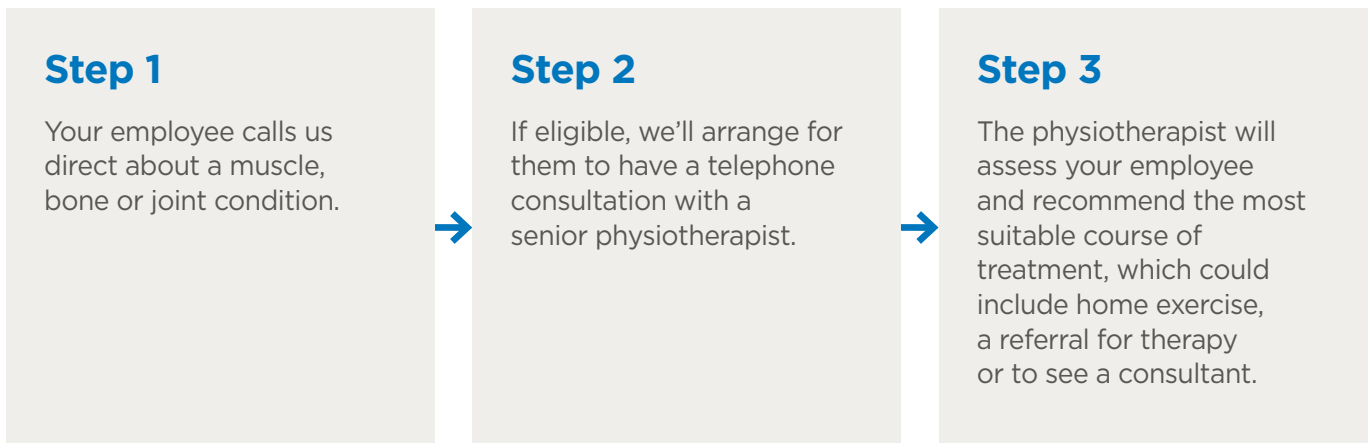 Step 1
Your employee calls us
direct about a muscle,
bone or joint condition.
Step 2
If eligible, we’ll arrange for
them to have a telephone
consultation with a
senior physiotherapist.
Step 3
The physiotherapist will
assess your employee
and recommend the most
suitable course of
treatment, which could
include home exercise,
a referral for therapy
or to see a consultant.